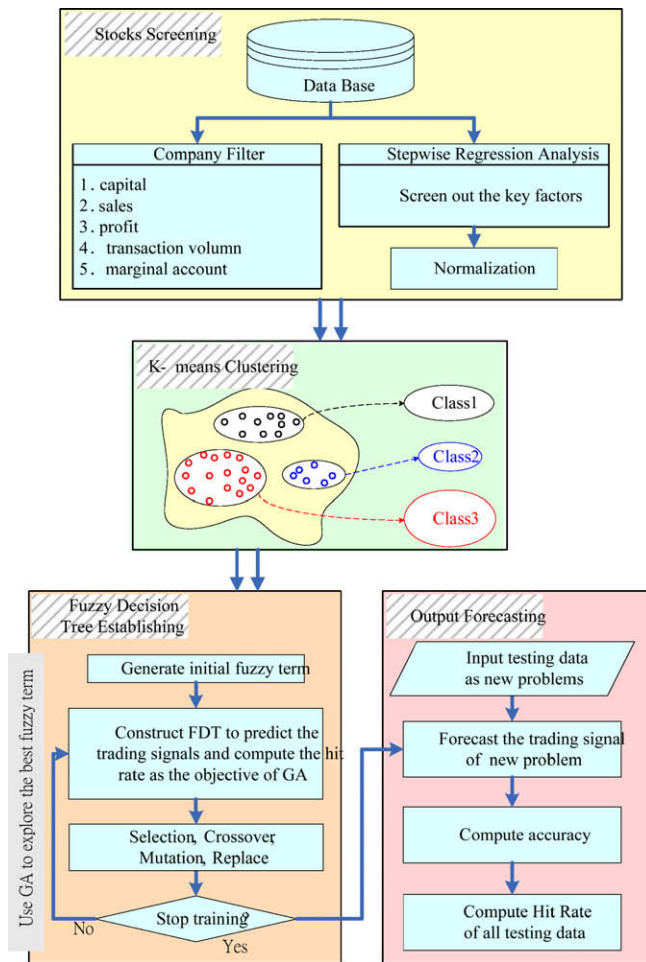 Stocks Screening
Data Base
Company Filter
1. capital
2. sales
3. profit
4. transaction volumn
5. marginal account
Stepwise Regression Analysis
Screen out the key factors
Normalization
K- means Clustering
Class1
Class2
Class3
Fuzzy Decision
Tree Establishing
Use GA to explore the best fuzzy term
Generate initial fuzzy term
Construct FDT to predict the
trading signals and compute the hit
rate as the objective of GA
Selection, Crossover,
Mutation, Replace
Stop training?
No
Yes
Output Forecasting
Input testing data
as new problems
Forecast the trading signal
of new problem
Compute accuracy
Compute Hit Rate
of all testing data